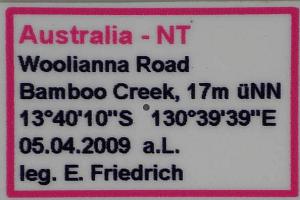 Australia - NT
Woolianna Road
Bamboo Creek, 17m üNN
13°40'10"S 130°39'39"E
05.04.2009 a.L.
leg. E. Friedrich